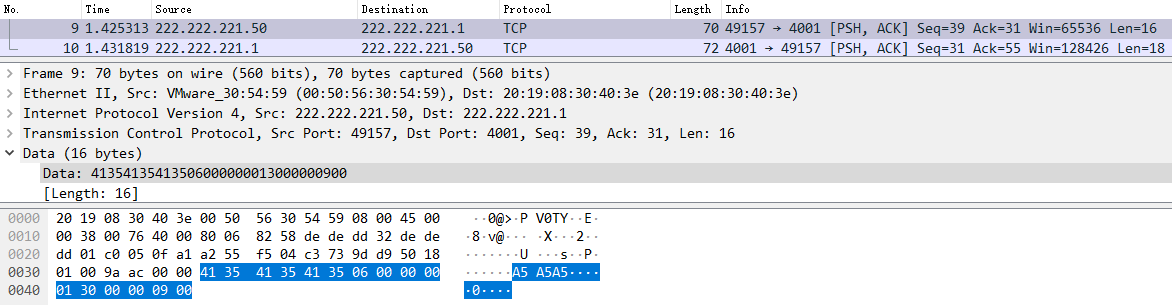 No. Time Source Destination Protocol Length Info
9 1.425313 222.222.221.50 222.222.221.1 TCP 70 49157 → 4001 [PSH, ACK] Seq=39 Ack=31 Win=65536 Len=16
10 1.431819 222.222.221.1 222.222.221.50 TCP 72 4001 → 49157 [PSH, ACK] Seq=31 Ack=55 Win=128426 Len=18
Frame 9: 70 bytes on wire (560 bits), 70 bytes captured (560 bits)
Ethernet II, Src: VMware_30:54:59 (00:50:56:30:54:59), Dst: 20:19:08:30:40:3e (20:19:08:30:40:3e)
Internet Protocol Version 4, Src: 222.222.221.50, Dst: 222.222.221.1
Transmission Control Protocol, Src Port: 49157, Dst Port: 4001, Seq: 39, Ack: 31, Len: 16
Data (16 bytes)
Data: 41354135413506000000013000000900
[Length: 16]
0000 20 19 08 30 40 3e 00 50 56 30 54 59 08 00 45 00 ··0@>·P V0TY··E·
0010 00 38 00 76 40 00 80 06 82 58 de de dd 32 de de ·8·v@··· ·X···2··
0020 dd 01 c0 05 0f a1 a2 55 f5 04 c3 73 9d d9 50 18 ·······U ···s··P·
0030 01 00 9a ac 00 00 41 35 41 35 41 35 06 00 00 00 ······A5 A5A5····
0040 01 30 00 00 09 00 ·0····